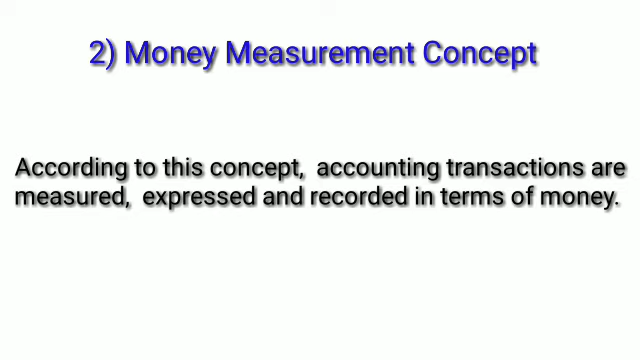 2) Money Measurement Concept
According to this concept, accounting transactions are
measured, expressed and recorded in terms of money.